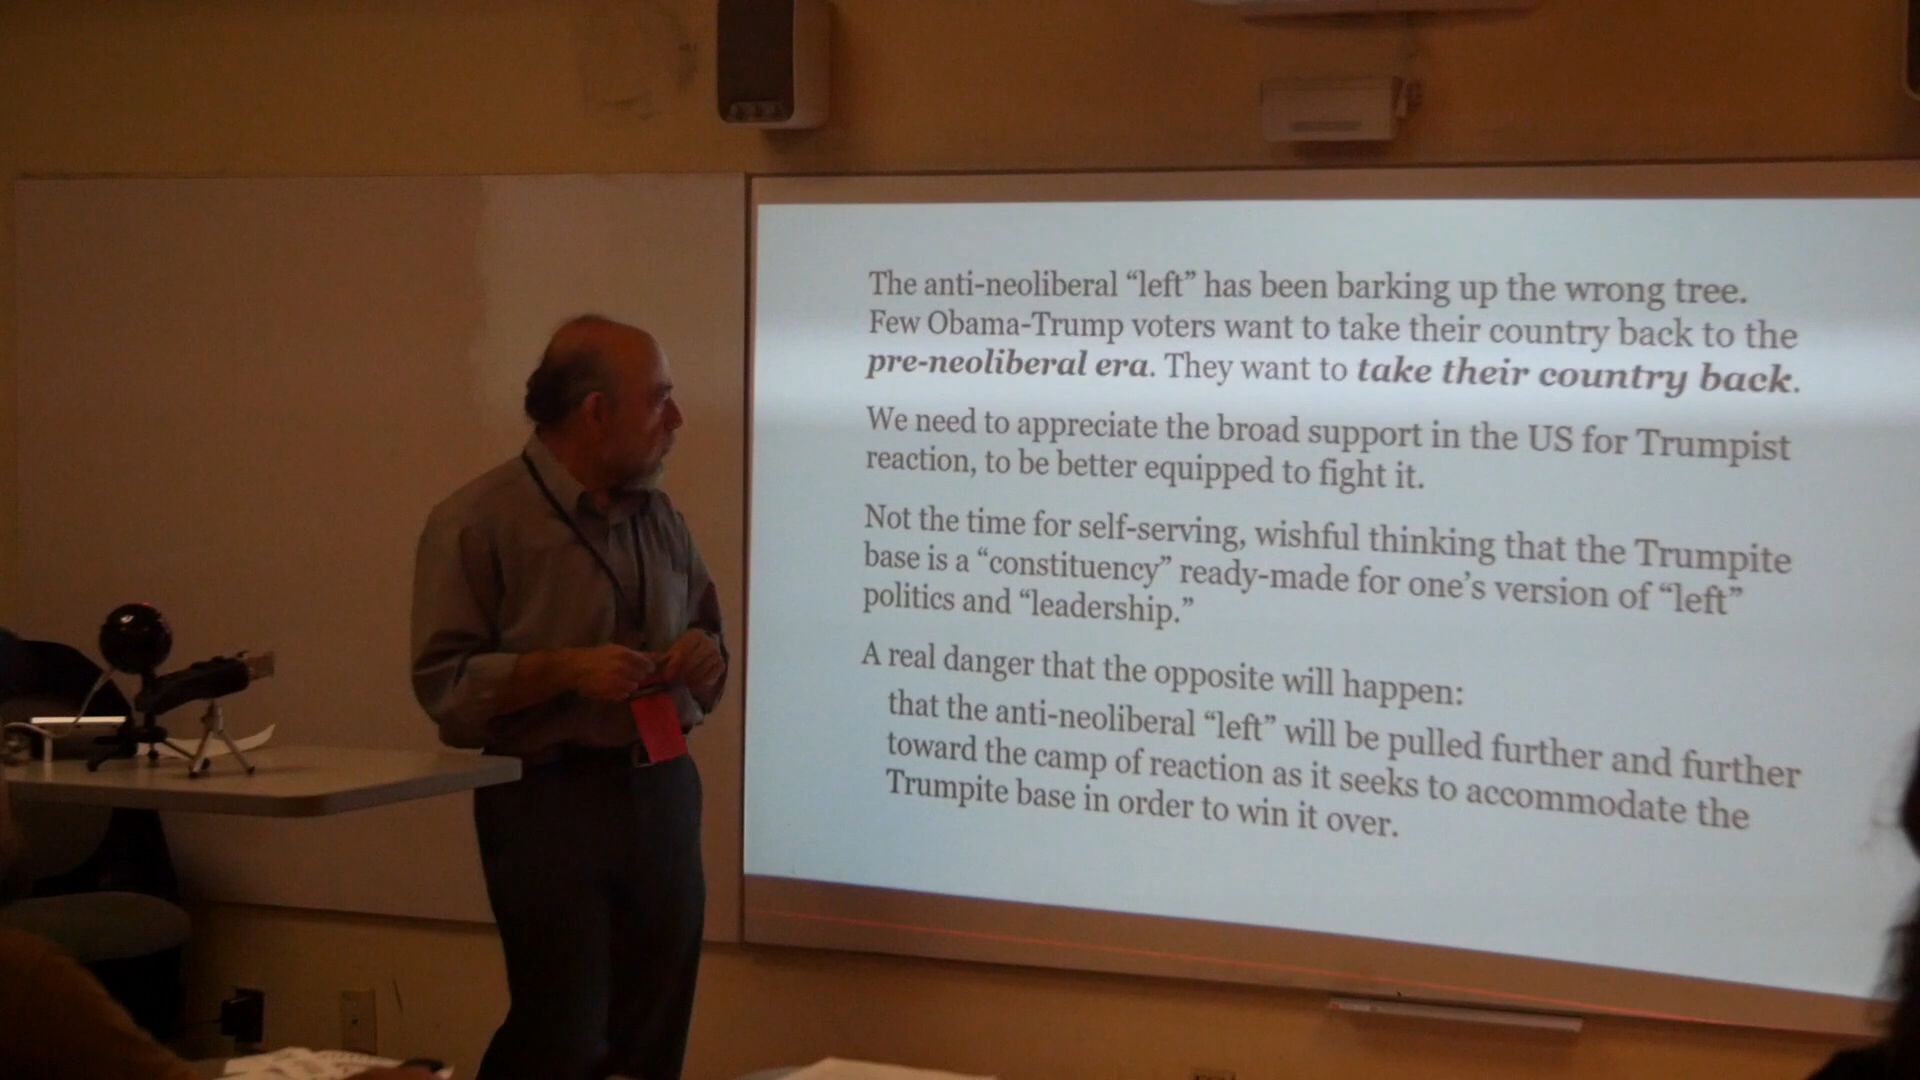 The anti-neoliberal “left” has been barking up the wrong tree.
Few Obama-Trump voters want to take their country back to the
pre-neoliberal era. They want to take their country back.
We need to appreciate the broad support in the US for Trumpist
reaction, to be better equipped to fight it.
Not the time for self-serving, wishful thinking that the Trumpite
base is a “constituency” ready-made for one’s version of “left”
politics and “leadership.”
A real danger that the opposite will happen:
that the anti-neoliberal “left” will be pulled further and further
toward the camp of reaction as it seeks to accommodate the
Trumpite base in order to win it over.